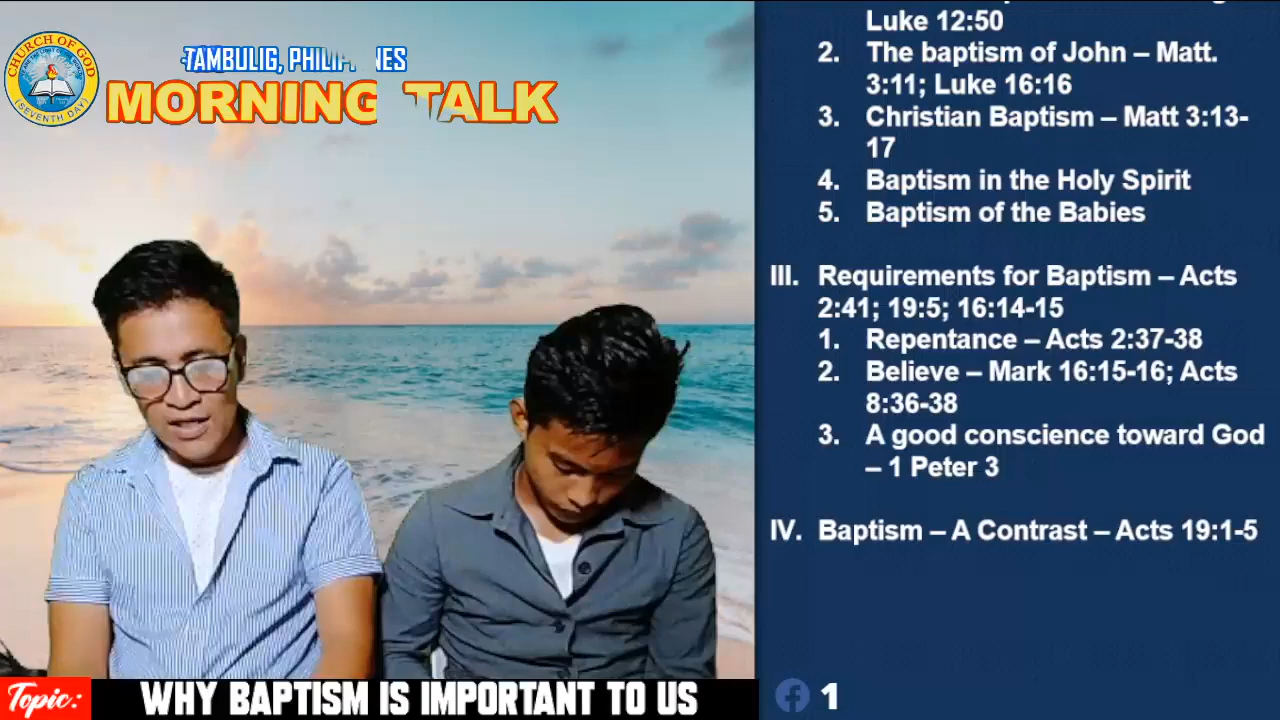 CHURCH OF GOD
(SEVENTH DAY)
TAMBULIG, PHILIPPINES
MORNING TALK
Luke 12:50
2. The baptism of John – Matt.
3:11; Luke 16:16
3. Christian Baptism – Matt 3:13-
17
4. Baptism in the Holy Spirit
5. Baptism of the Babies
III. Requirements for Baptism – Acts
2:41; 19:5; 16:14-15
1. Repentance – Acts 2:37-38
2. Believe – Mark 16:15-16; Acts
8:36-38
3. A good conscience toward God
– 1 Peter 3
IV. Baptism – A Contrast – Acts 19:1-5
1
Topic:
WHY BAPTISM IS IMPORTANT TO US